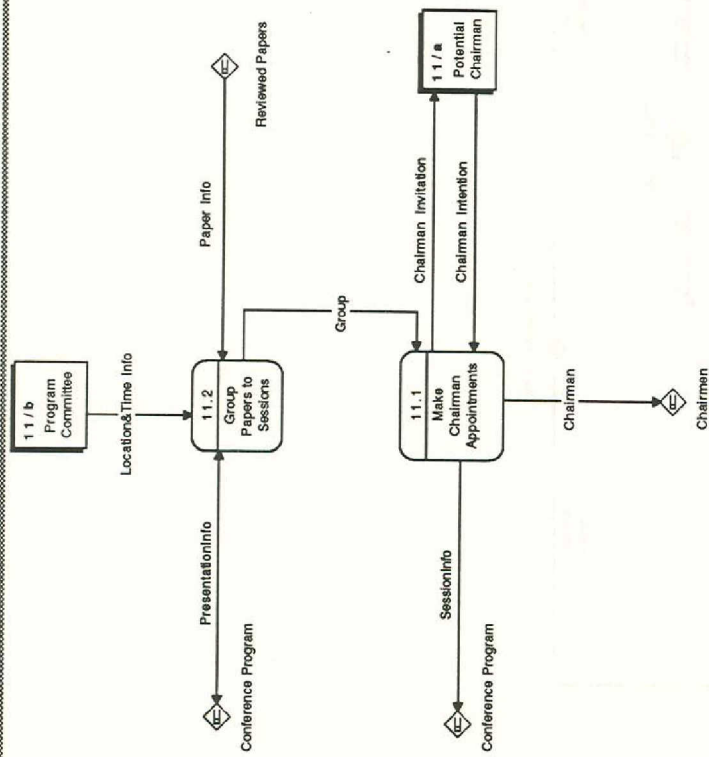 11/b
Program
Committee
Location&Time Info
Reviewed Papers
Paper Info
11.2
Group
Papers to
Sessions
PresentationInfo
Conference Program
Group
11/a
Potential
Chairman
Chairman Invitation
Chairman Intention
11.1
Make
Chairman
Appointments
SessionInfo
Conference Program
Chairman
Chairmen